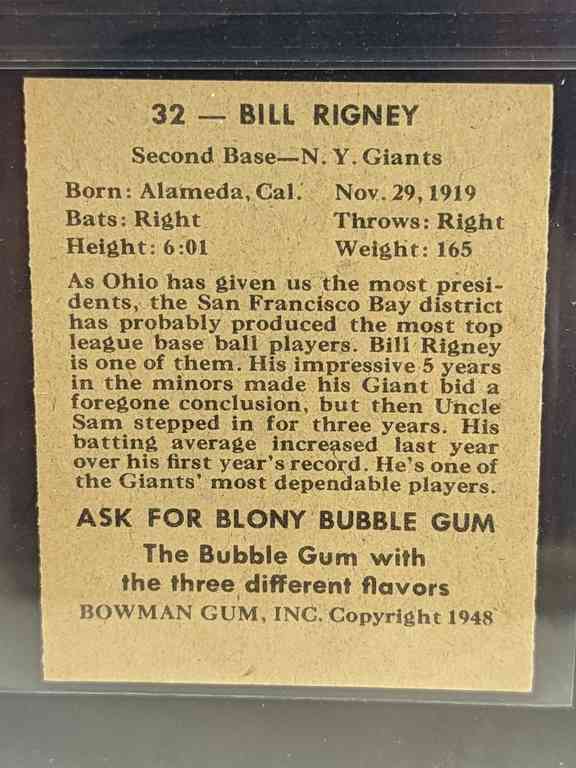 32 — BILL RIGNEY
Second Base—N. Y. Giants
Born: Alameda, Cal. Nov. 29, 1919
Bats: Right Throws: Right
Height: 6:01 Weight: 165
As Ohio has given us the most presi-
dents, the San Francisco Bay district
has probably produced the most top
league base ball players. Bill Rigney
is one of them. His impressive 5 years
in the minors made his Giant bid a
foregone conclusion, but then Uncle
Sam stepped in for three years. His
batting average increased last year
over his first year's record. He's one of
the Giants' most dependable players.
ASK FOR BLONY BUBBLE GUM
The Bubble Gum with
the three different flavors
BOWMAN GUM, INC. Copyright 1948